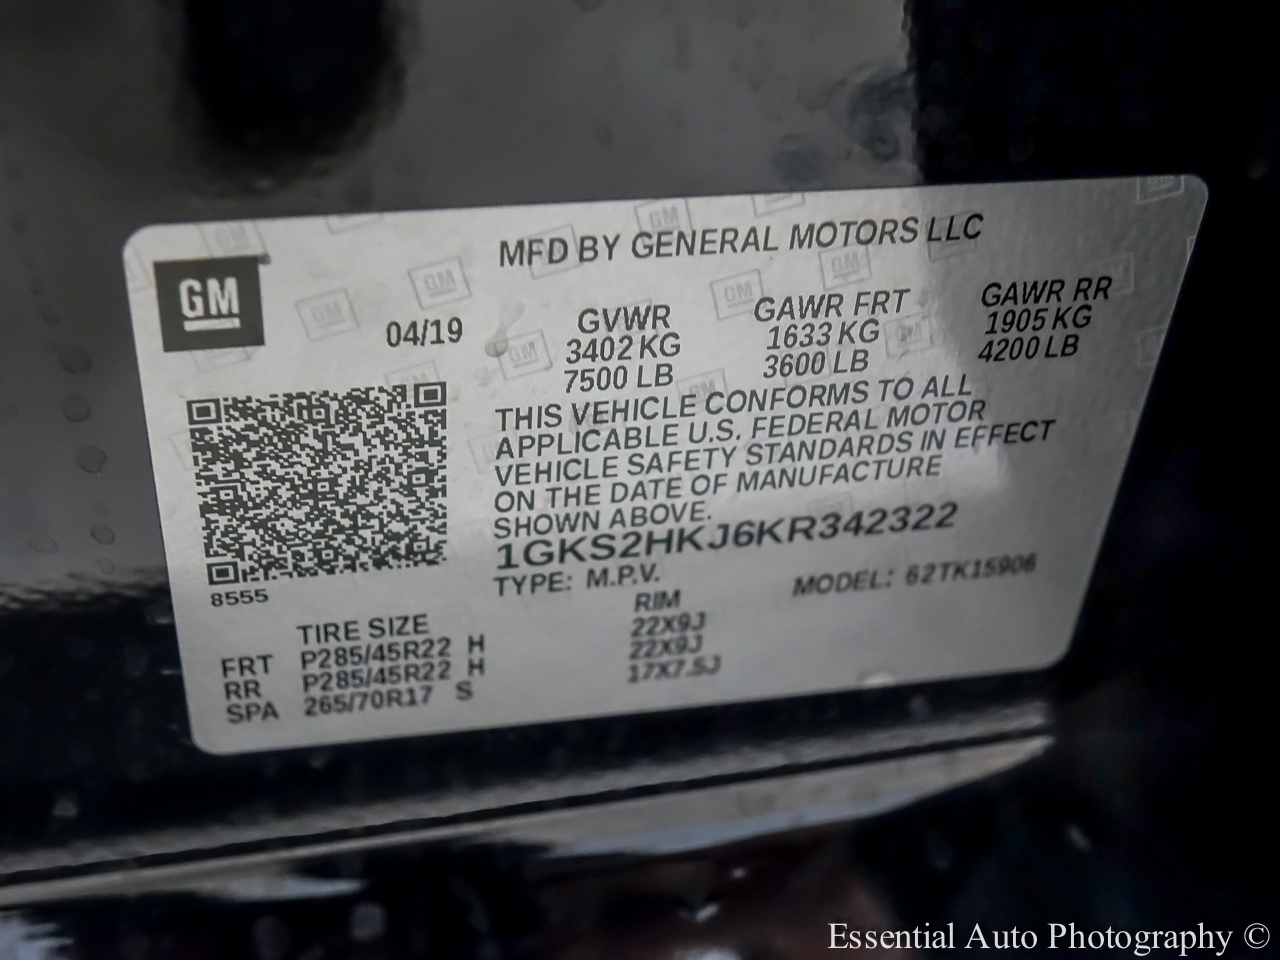 MFD BY GENERAL MOTORS LLC
GM
04/19
GVWR GAWR FRT GAWR RR
3402 KG 1633 KG 1905 KG
7500 LB 3600 LB 4200 LB
THIS VEHICLE CONFORMS TO ALL
APPLICABLE U.S. FEDERAL MOTOR
VEHICLE SAFETY STANDARDS IN EFFECT
ON THE DATE OF MANUFACTURE
SHOWN ABOVE.
1GKS2HKJ6KR342322
TYPE: M.P.V. MODEL: 62TK15906
8555
TIRE SIZE RIM
FRT P285/45R22 H 22X9J
RR P285/45R22 H 22X9J
SPA 265/70R17 S 17X7.5J
Essential Auto Photography ©